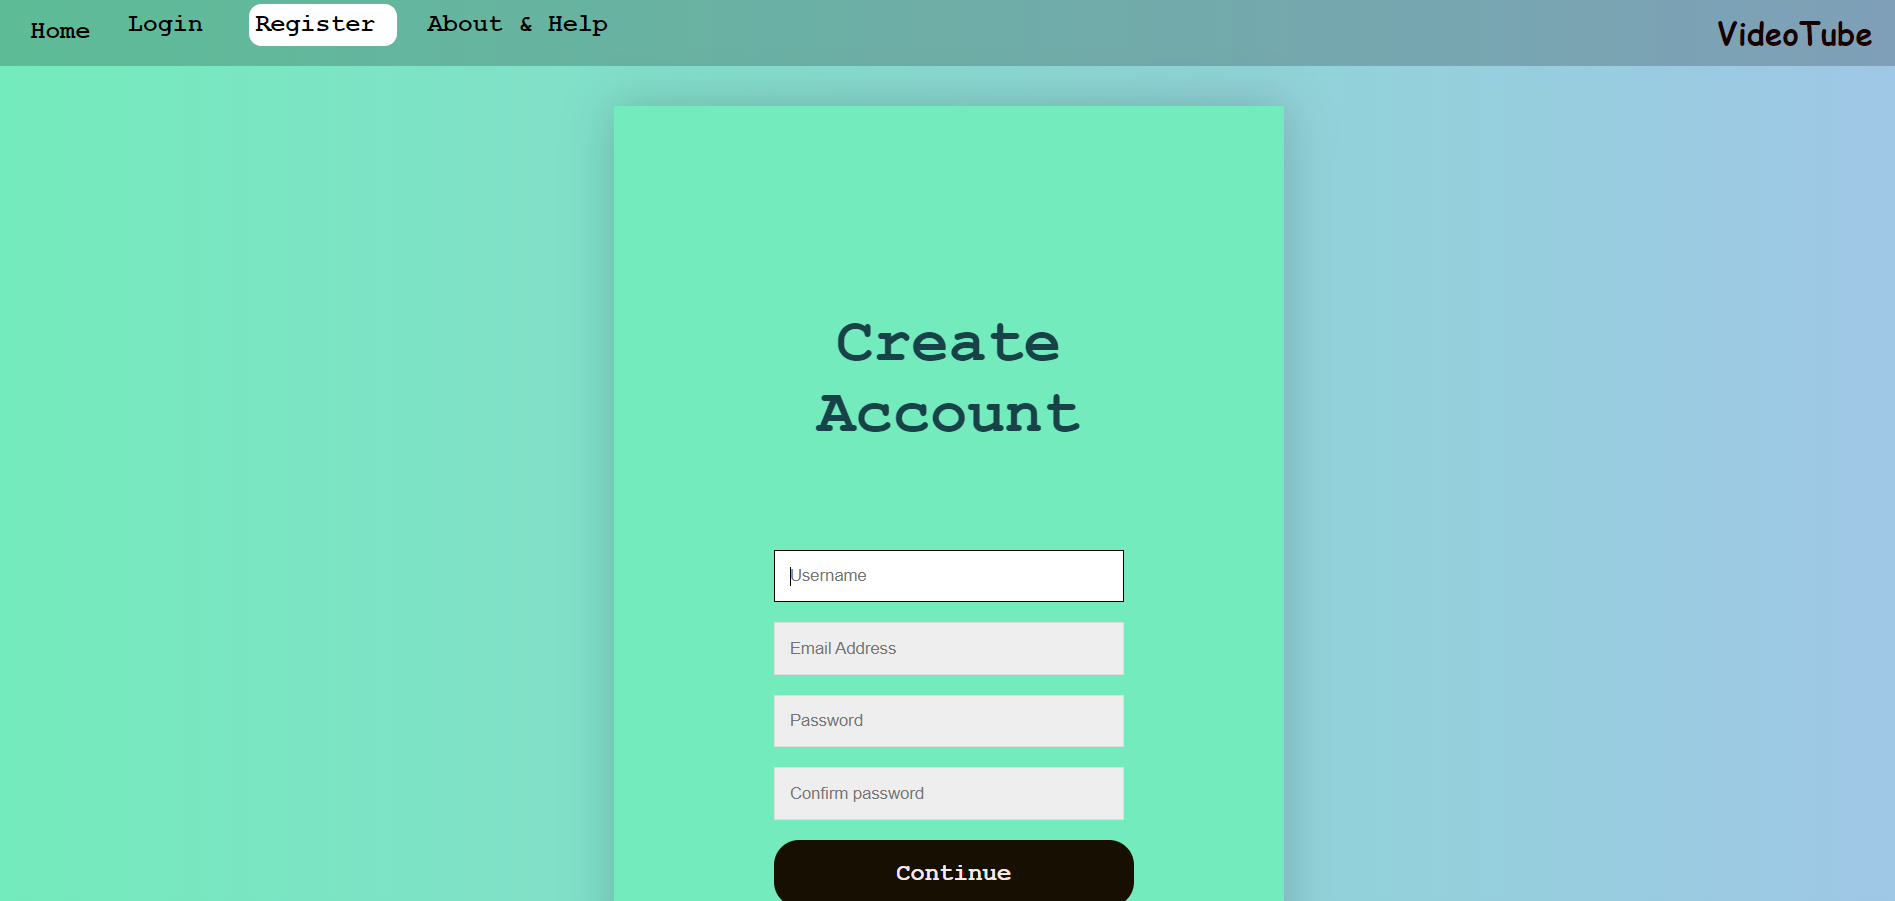 Home Login Register About & Help VideoTube
Create
Account
Username
Email Address
Password
Confirm password
Continue